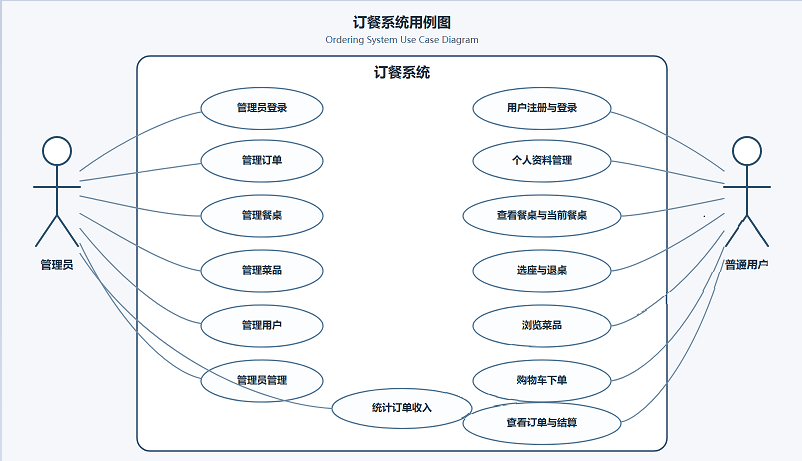 订餐系统用例图
Ordering System Use Case Diagram
订餐系统
管理员登录
用户注册与登录
管理订单
个人资料管理
管理餐桌
查看餐桌与当前餐桌
管理员
普通用户
管理菜品
选座与退桌
管理用户
浏览菜品
管理员管理
购物车下单
统计订单收入
查看订单与结算